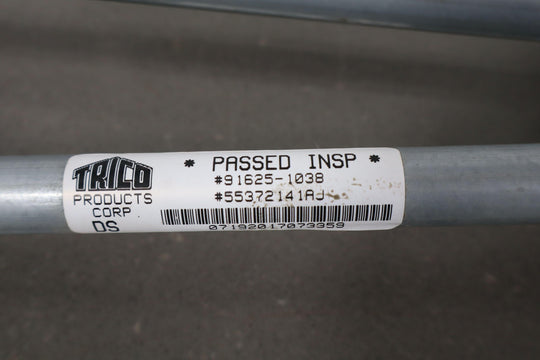 TRICO
PRODUCTS
CORP
DS
* PASSED INSP *
#91625-1038
#55372141AJ
07192017073359